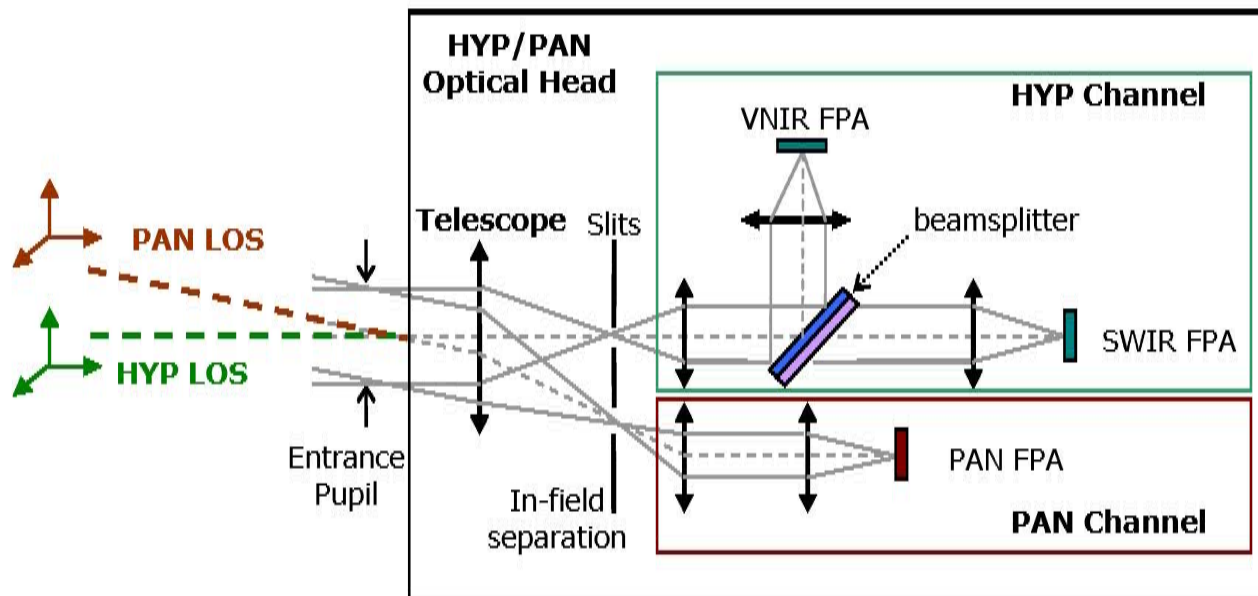 HYP/PAN
Optical Head
HYP Channel
VNIR FPA
PAN LOS
Telescope
Slits
beamsplitter
HYP LOS
SWIR FPA
Entrance
Pupil
In-field
separation
PAN FPA
PAN Channel